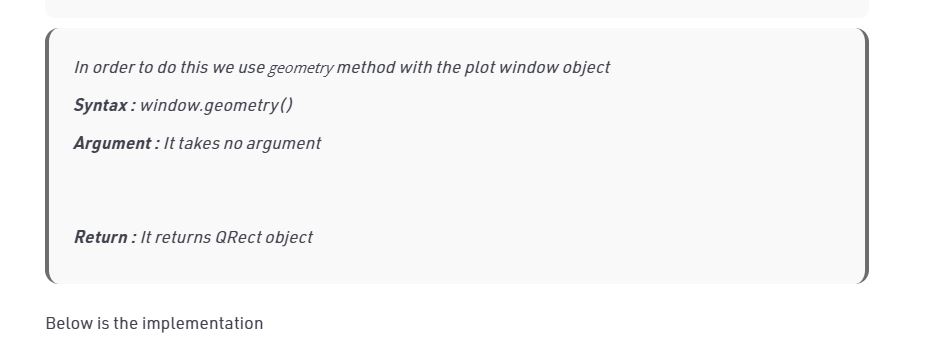 In order to do this we use geometry method with the plot window object
Syntax : window.geometry()
Argument : It takes no argument
Return : It returns QRect object
Below is the implementation